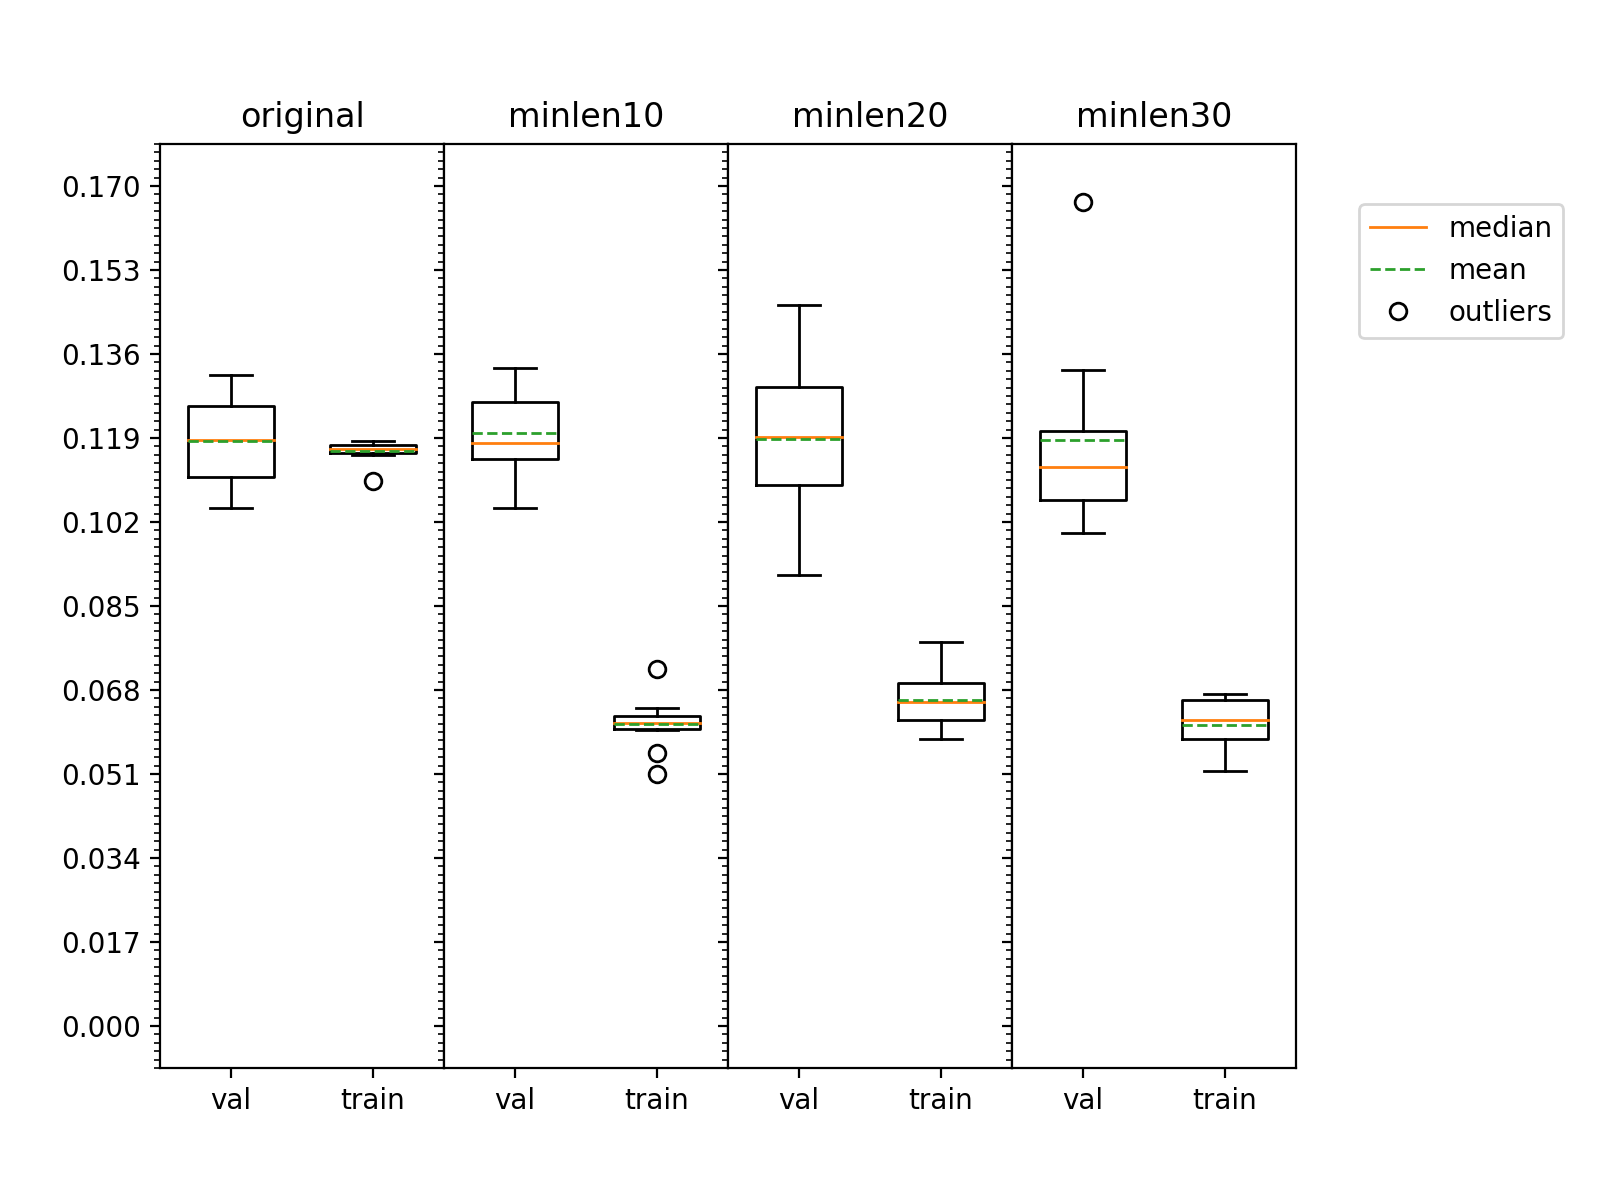 original minlen10 minlen20 minlen30
0.170
0.153
0.136
0.119
0.102
0.085
0.068
0.051
0.034
0.017
0.000
val train val train val train val train
median
mean
outliers